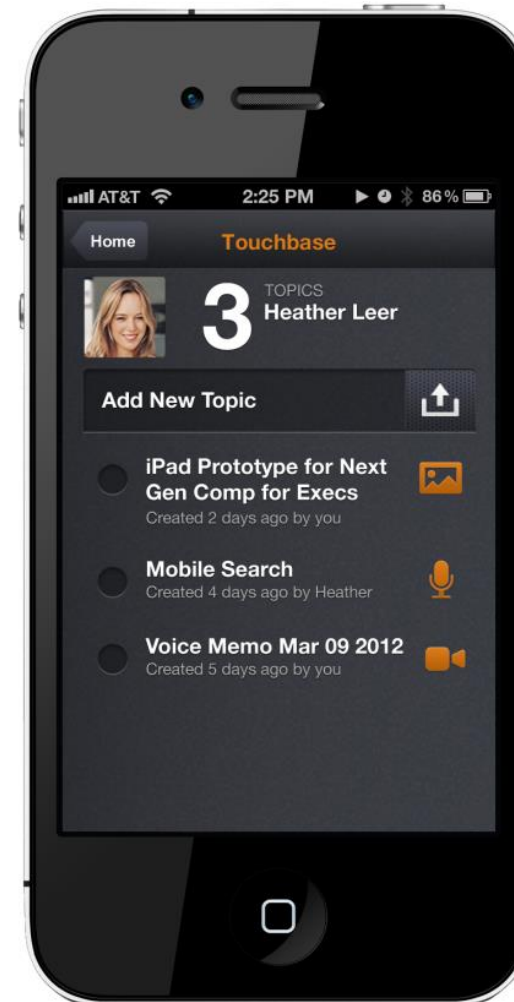 AT&T 2:25 PM 86%
Home Touchbase
3 TOPICS
Heather Leer
Add New Topic
iPad Prototype for Next
Gen Comp for Execs
Created 2 days ago by you
Mobile Search
Created 4 days ago by Heather
Voice Memo Mar 09 2012
Created 5 days ago by you